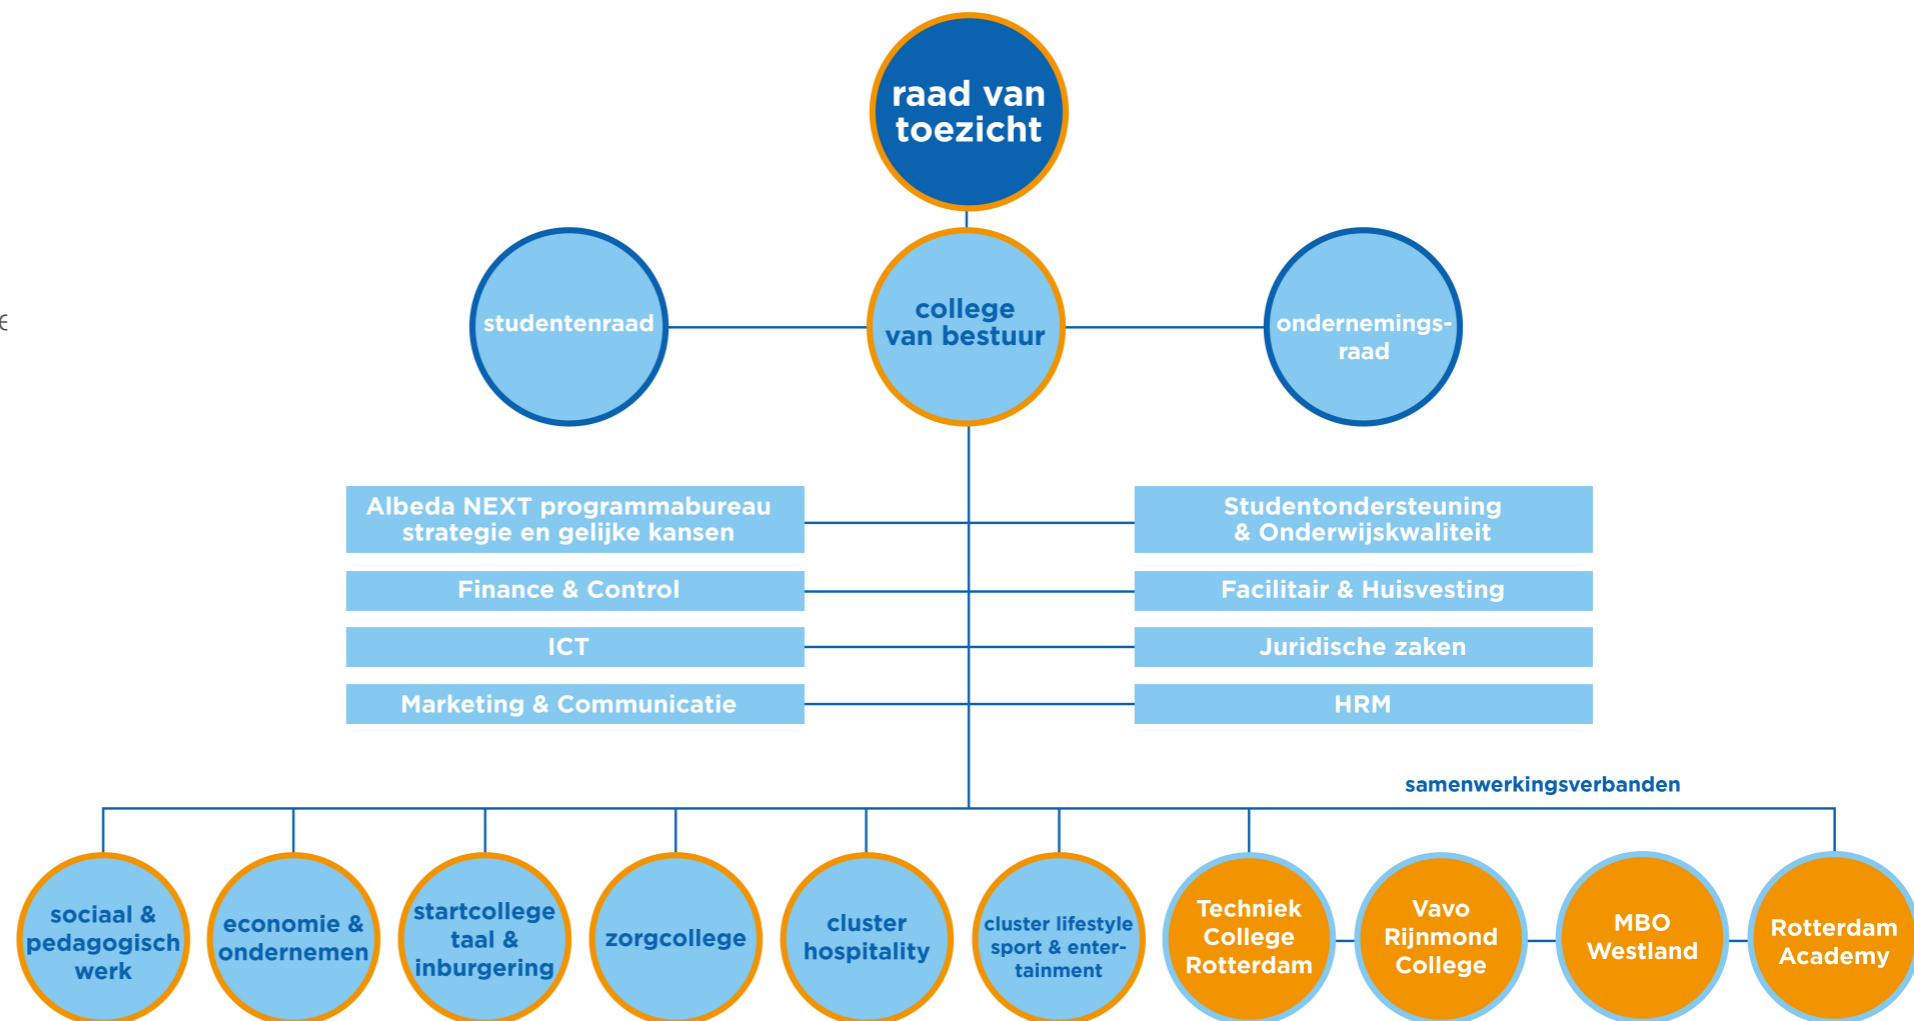 raad van
toezicht
studentenraad
college
van bestuur
ondernemings-
raad
€
Albeda NEXT programmabureau
strategie en gelijke kansen
Studentondersteuning
& Onderwijskwaliteit
Finance & Control
Facilitair & Huisvesting
ICT
Juridische zaken
Marketing & Communicatie
HRM
samenwerkingsverbanden
sociaal &
pedagogisch
werk
economie &
ondernemen
startcollege
taal &
inburgering
zorgcollege
cluster
hospitality
cluster lifestyle
sport & enter-
tainment
Techniek
College
Rotterdam
Vavo
Rijnmond
College
MBO
Westland
Rotterdam
Academy